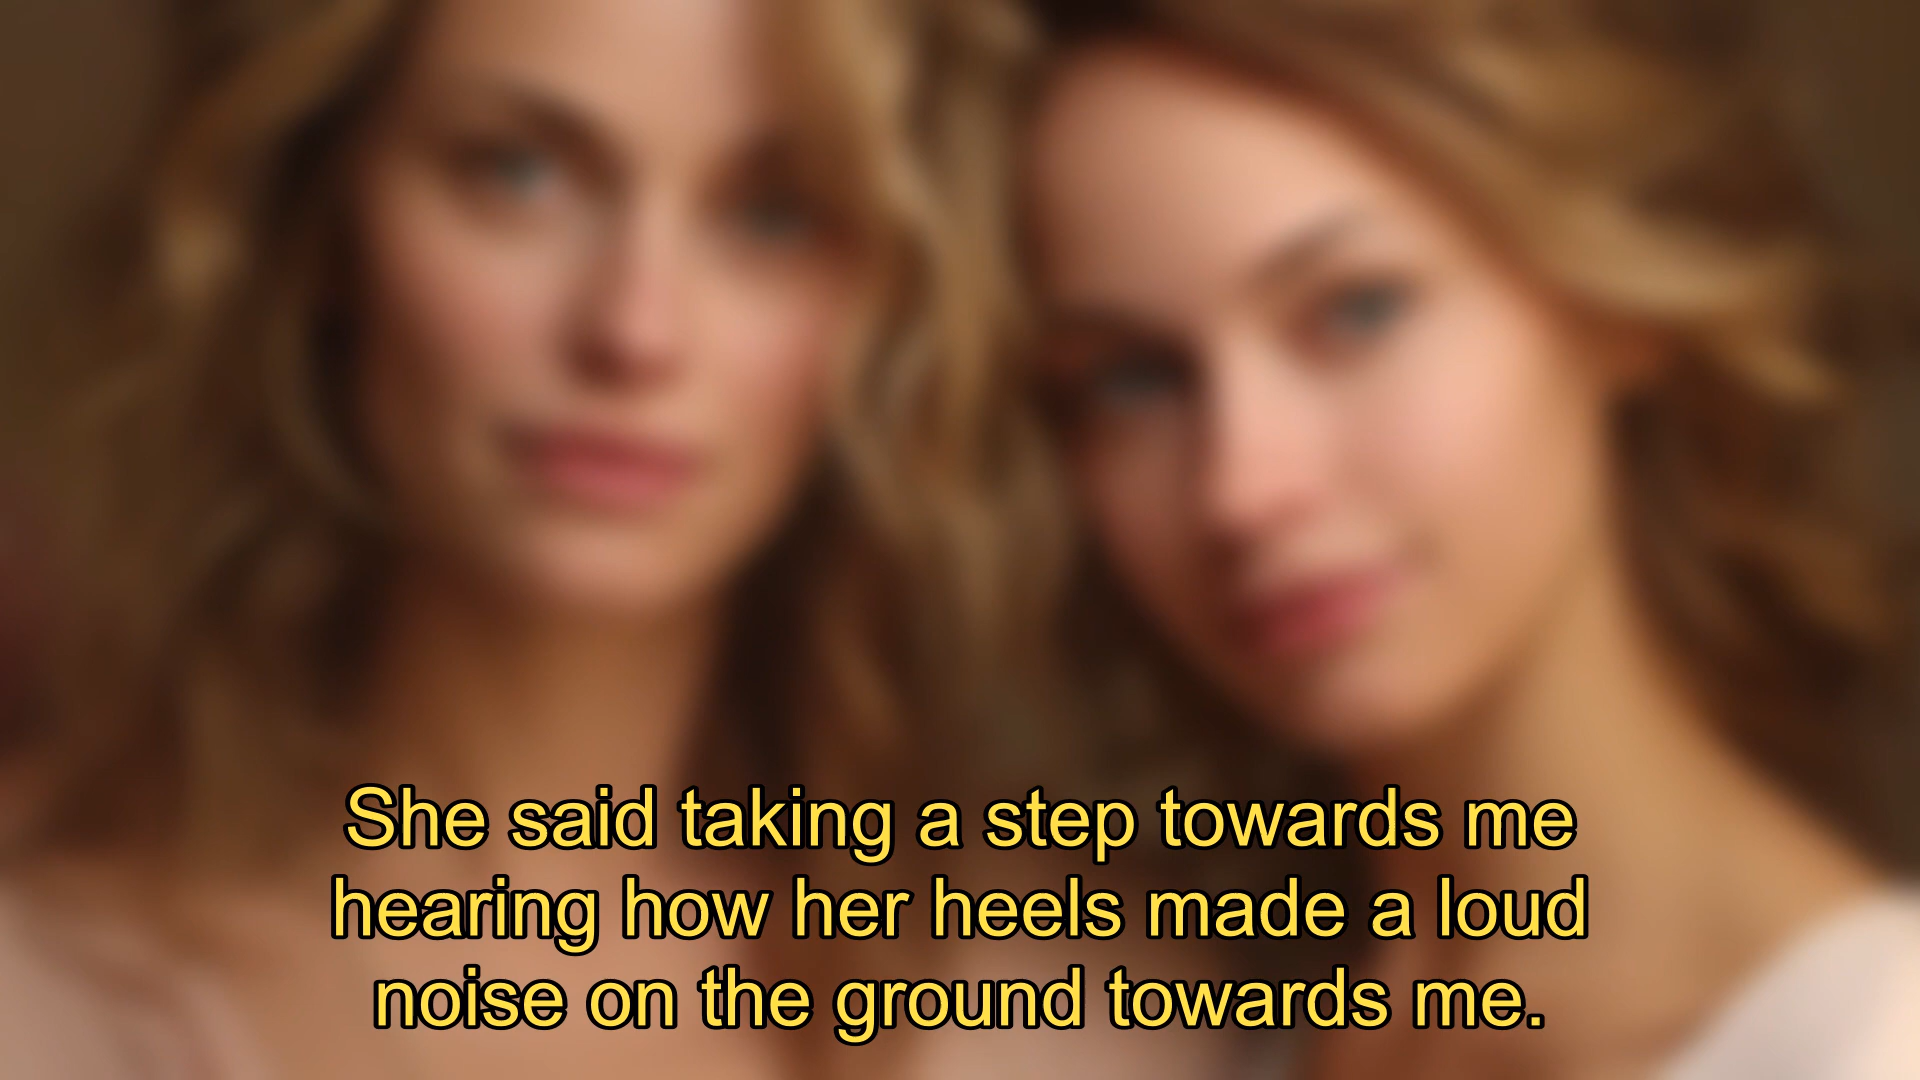 She said taking a step towards me
hearing how her heels made a loud
noise on the ground towards me.